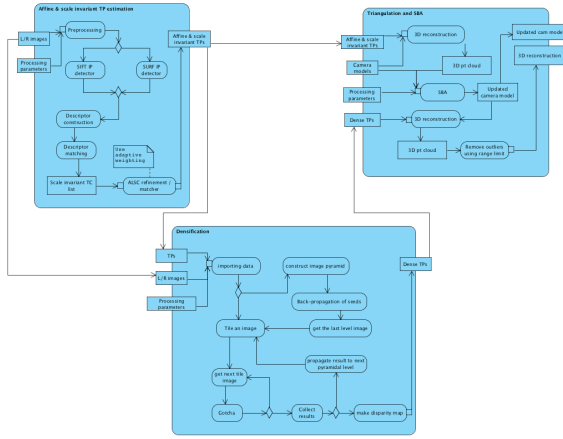 Affine & scale invariant TP estimation
L/R images
Processing
parameters
Preprocessing
SIFT IP
detector
SURF IP
detector
Descriptor
construction
Descriptor
matching
Use
adaptive
weighting
Scale invariant TC
list
ALSC refinement /
matcher
Affine & scale
invariant TPs
Triangulation and SBA
Affine & scale
invariant TPs
Camera
models
Processing
parameters
Dense TPs
3D reconstruction
3D pt cloud
SBA
Updated
camera model
3D reconstruction
3D pt cloud
Remove outliers
using range limit
Updated cam model
3D reconstruction
Densification
TPs
L/R images
Processing
parameters
importing data
construct image pyramid
Back-propagation of seeds
Tile an image
get the last level image
get next tile
image
propagate result to next
pyramidal level
Gotcha
Collect
results
make disparity map
Dense TPs